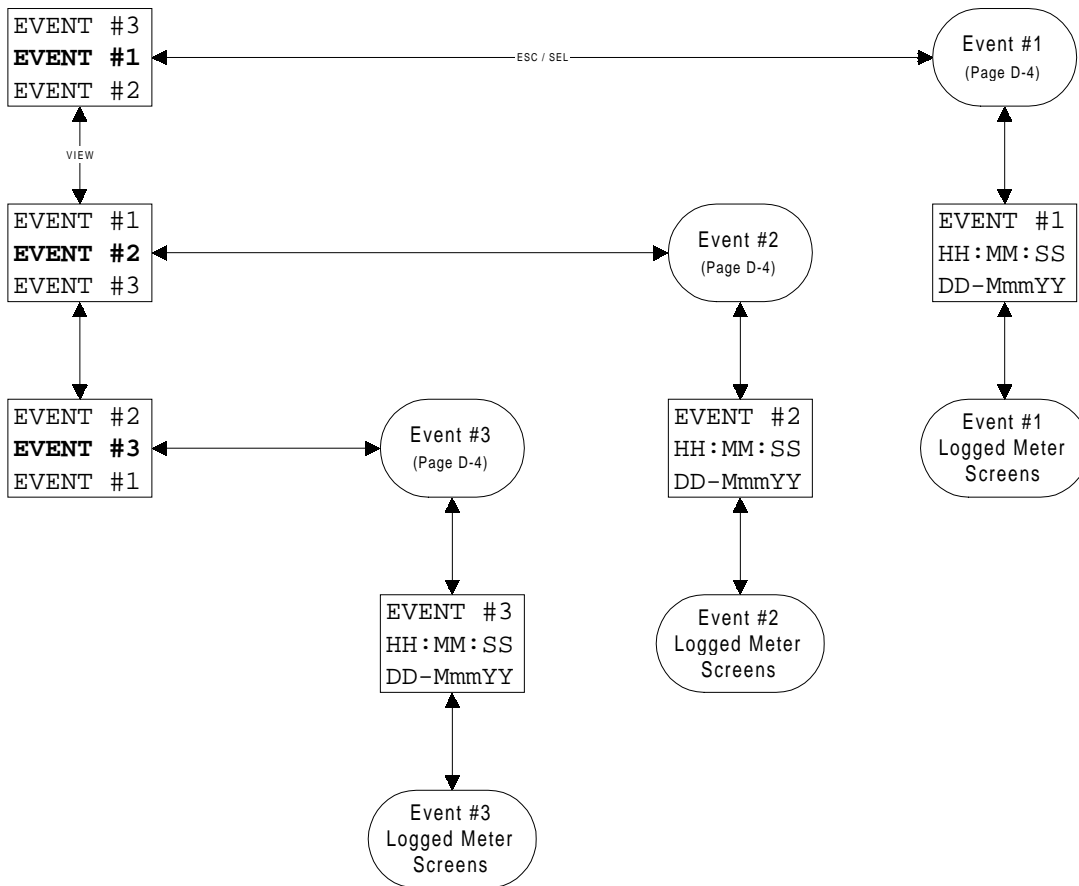 EVENT #3
EVENT #1
EVENT #2
ESC / SEL
Event #1
(Page D-4)
VIEW
EVENT #1
EVENT #2
EVENT #3
Event #2
(Page D-4)
EVENT #1
HH:MM:SS
DD-MmmYY
EVENT #2
EVENT #3
EVENT #1
Event #3
(Page D-4)
EVENT #2
HH:MM:SS
DD-MmmYY
Event #1
Logged Meter
Screens
EVENT #3
HH:MM:SS
DD-MmmYY
Event #2
Logged Meter
Screens
Event #3
Logged Meter
Screens